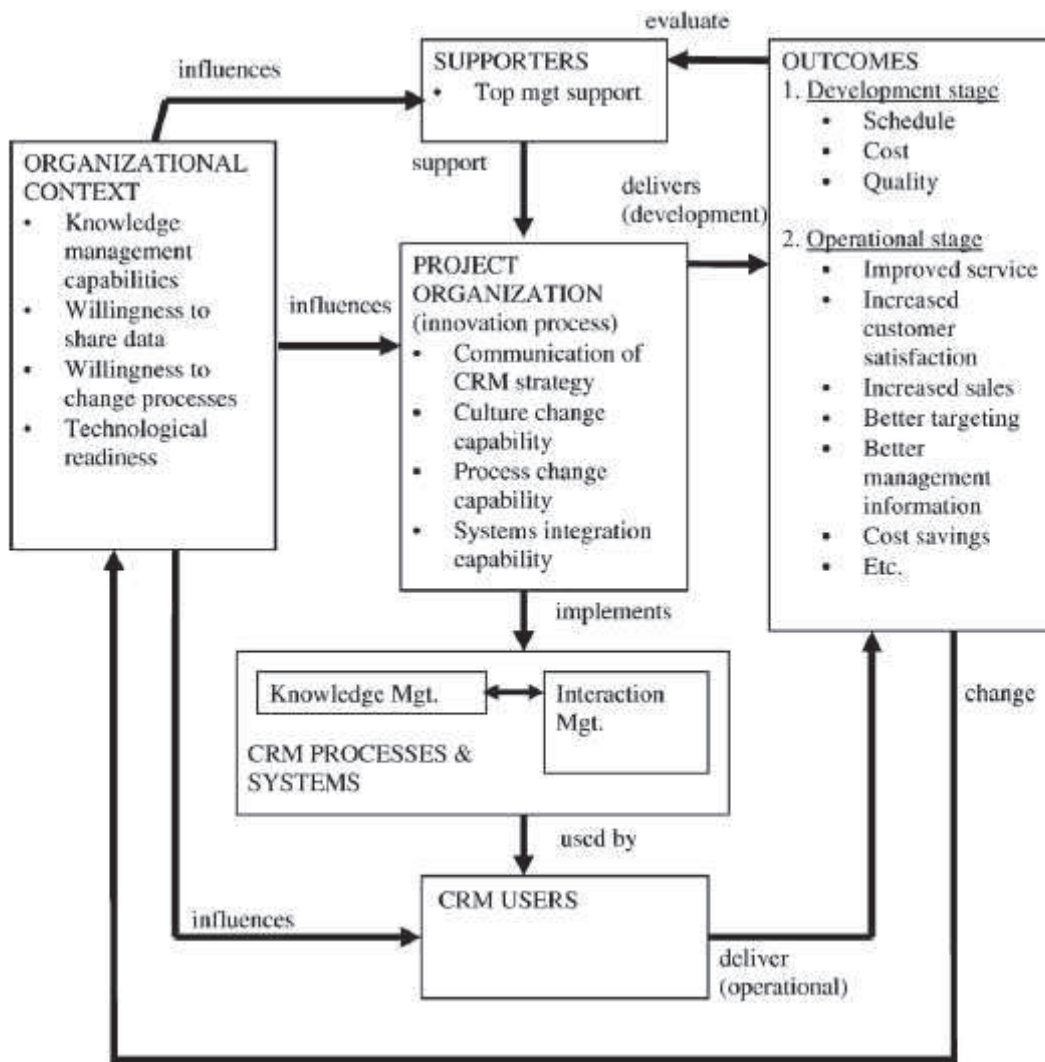 evaluate
influences
SUPPORTERS
• Top mgt support
OUTCOMES
1. Development stage
• Schedule
• Cost
• Quality
2. Operational stage
• Improved service
• Increased
customer
satisfaction
• Increased sales
• Better targeting
• Better
management
information
• Cost savings
• Etc.
ORGANIZATIONAL
CONTEXT
• Knowledge
management
capabilities
• Willingness to
share data
• Willingness to
change processes
• Technological
readiness
support
delivers
(development)
influences
PROJECT
ORGANIZATION
(innovation process)
• Communication of
CRM strategy
• Culture change
capability
• Process change
capability
• Systems integration
capability
implements
Knowledge Mgt.
Interaction
Mgt.
CRM PROCESSES &
SYSTEMS
change
used by
CRM USERS
influences
deliver
(operational)